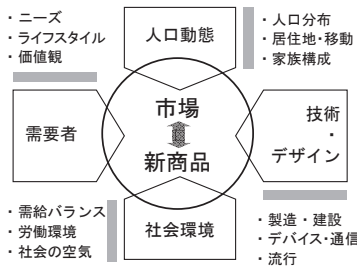 ・ニーズ
・ライフスタイル
・価値観
人口動態
・人口分布
・居住地・移動
・家族構成
需要者
市場
新商品
技術
・
デザイン
・需給バランス
・労働環境
・社会の空気
社会環境
・製造・建設
・デバイス・通信
・流行